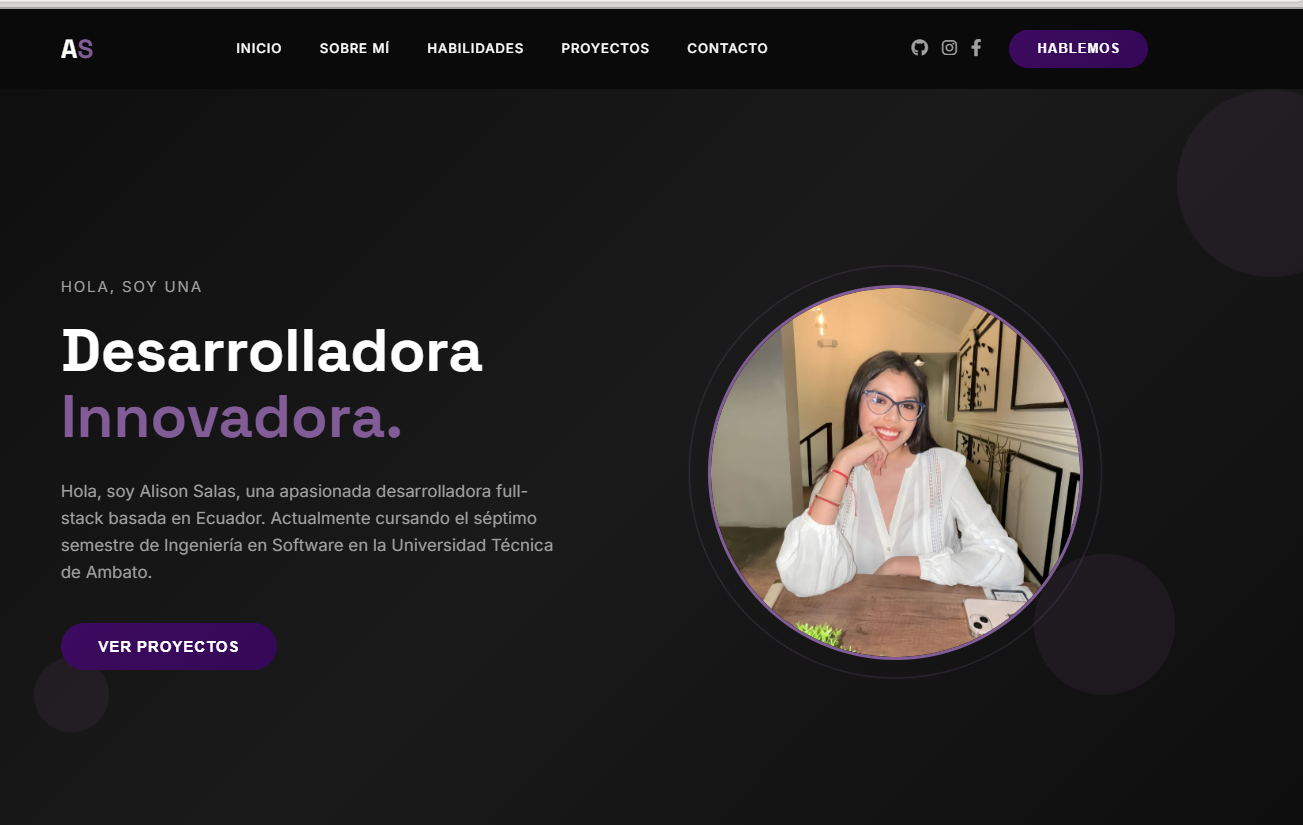 AS
INICIO SOBRE MÍ HABILIDADES PROYECTOS CONTACTO HABLEMOS
HOLA, SOY UNA
Desarrolladora
Innovadora.
Hola, soy Alison Salas, una apasionada desarrolladora full-
stack basada en Ecuador. Actualmente cursando el séptimo
semestre de Ingeniería en Software en la Universidad Técnica
de Ambato.
VER PROYECTOS